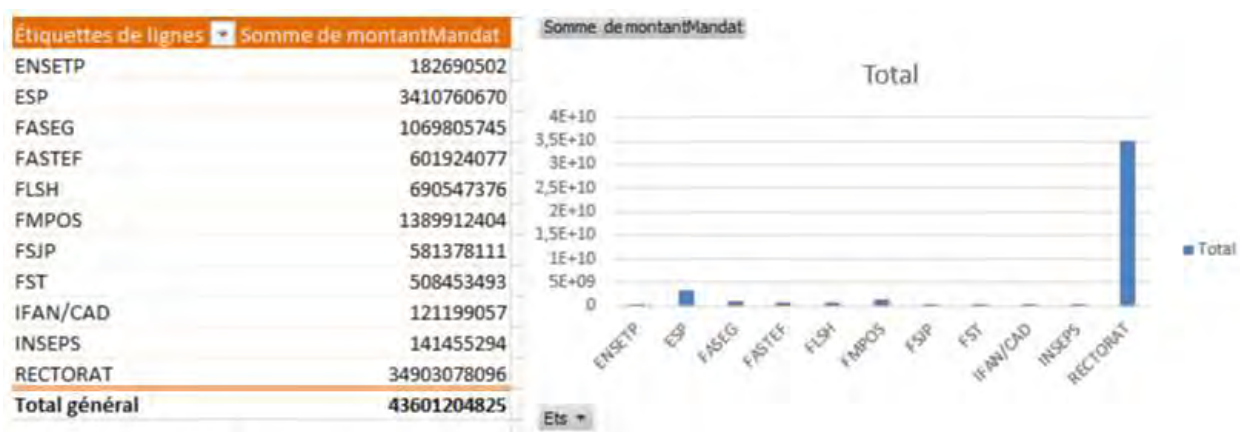 Étiquettes de lignes Somme de montantMandat
ENSETP 182690502
ESP 3410760670
FASEG 1069805745
FASTEF 601924077
FLSH 690547376
FMPOS 1389912404
FSJP 581378111
FST 508453493
IFAN/CAD 121199057
INSEPS 141455294
RECTORAT 34903078096
Total général 43601204825
Somme de montantMandat
Total
4E+10
3,5E+10
3E+10
2,5E+10
2E+10
1,5E+10
1E+10
5E+09
0
ENSETP ESP FASEG FASTEF FLSH FMPOS FSJP FST IFAN/CAD INSEPS RECTORAT
Total
Ets